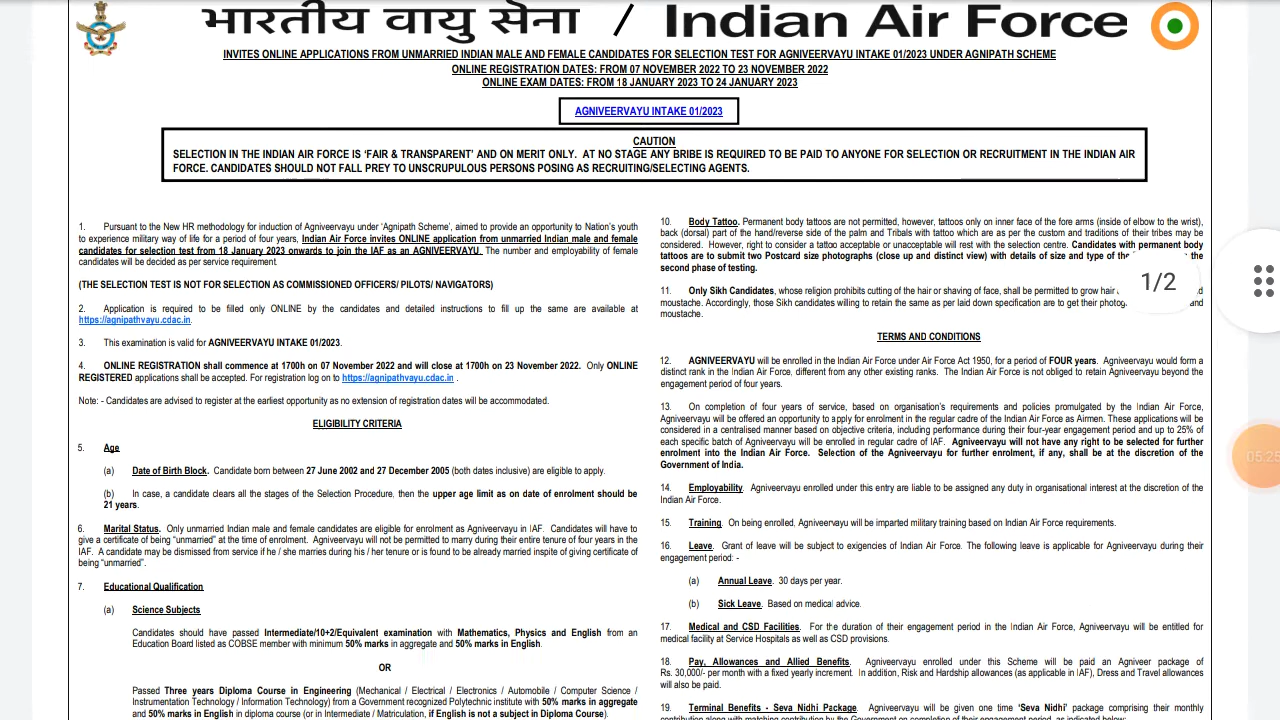 भारतीय वायु सेना / Indian Air Force
INVITES ONLINE APPLICATIONS FROM UNMARRIED INDIAN MALE AND FEMALE CANDIDATES FOR SELECTION TEST FOR AGNIVEERVAYU INTAKE 01/2023 UNDER AGNIPATH SCHEME
ONLINE REGISTRATION DATES: FROM 07 NOVEMBER 2022 TO 23 NOVEMBER 2022
ONLINE EXAM DATES: FROM 18 JANUARY 2023 TO 24 JANUARY 2023
AGNIVEERVAYU INTAKE 01/2023
CAUTION
SELECTION IN THE INDIAN AIR FORCE IS 'FAIR & TRANSPARENT' AND ON MERIT ONLY. AT NO STAGE ANY BRIBE IS REQUIRED TO BE PAID TO ANYONE FOR SELECTION OR RECRUITMENT IN THE INDIAN AIR
FORCE. CANDIDATES SHOULD NOT FALL PREY TO UNSCRUPULOUS PERSONS POSING AS RECRUITING/SELECTING AGENTS.
1. Pursuant to the New HR methodology for induction of Agniveervayu under 'Agnipath Scheme', aimed to provide an opportunity to Nation's youth
to experience military way of life for a period of four years, Indian Air Force invites ONLINE application from unmarried Indian male and female
candidates for selection test from 18 January 2023 onwards to join the IAF as an AGNIVEERVAYU. The number and employability of female
candidates will be decided as per service requirement.
(THE SELECTION TEST IS NOT FOR SELECTION AS COMMISSIONED OFFICERS/ PILOTS/ NAVIGATORS)
2. Application is required to be filled only ONLINE by the candidates and detailed instructions to fill up the same are available at
https://agnipathvayu.cdac.in.
3. This examination is valid for AGNIVEERVAYU INTAKE 01/2023.
4. ONLINE REGISTRATION shall commence at 1700h on 07 November 2022 and will close at 1700h on 23 November 2022. Only ONLINE
REGISTERED applications shall be accepted. For registration log on to https://agnipathvayu.cdac.in .
Note: - Candidates are advised to register at the earliest opportunity as no extension of registration dates will be accommodated.
ELIGIBILITY CRITERIA
5. Age
(a) Date of Birth Block. Candidate born between 27 June 2002 and 27 December 2005 (both dates inclusive) are eligible to apply.
(b) In case, a candidate clears all the stages of the Selection Procedure, then the upper age limit as on date of enrolment should be
21 years.
6. Marital Status. Only unmarried Indian male and female candidates are eligible for enrolment as Agniveervayu in IAF. Candidates will have to
give a certificate of being "unmarried" at the time of enrolment. Agniveervayu will not be permitted to marry during their entire tenure of four years in the
IAF. A candidate may be dismissed from service if he / she marries during his / her tenure or is found to be already married inspite of giving certificate of
being "unmarried".
7. Educational Qualification
(a) Science Subjects
Candidates should have passed Intermediate/10+2/Equivalent examination with Mathematics, Physics and English from an
Education Board listed as COBSE member with minimum 50% marks in aggregate and 50% marks in English.
OR
Passed Three years Diploma Course in Engineering (Mechanical / Electrical / Electronics / Automobile / Computer Science /
Instrumentation Technology / Information Technology) from a Government recognized Polytechnic institute with 50% marks in aggregate
and 50% marks in English in diploma course (or in Intermediate / Matriculation, if English is not a subject in Diploma Course).
10. Body Tattoo. Permanent body tattoos are not permitted, however, tattoos only on inner face of the fore arms (inside of elbow to the wrist),
back (dorsal) part of the hand/reverse side of the palm and Tribals with tattoo which are as per the custom and traditions of their tribes may be
considered. However, right to consider a tattoo acceptable or unacceptable will rest with the selection centre. Candidates with permanent body
tattoos are to submit two Postcard size photographs (close up and distinct view) with details of size and type of the
second phase of testing.
11. Only Sikh Candidates, whose religion prohibits cutting of the hair or shaving of face, shall be permitted to grow hair
moustache. Accordingly, those Sikh candidates willing to retain the same as per laid down specification are to get their and
moustache.
TERMS AND CONDITIONS
12. AGNIVEERVAYU will be enrolled in the Indian Air Force under Air Force Act 1950, for a period of FOUR years. Agniveervayu would form a
distinct rank in the Indian Air Force, different from any other existing ranks. The Indian Air Force is not obliged to retain Agniveervayu beyond the
engagement period of four years.
13. On completion of four years of service, based on organisation's requirements and policies promulgated by the Indian Air Force,
Agniveervayu will be offered an opportunity to apply for enrolment in the regular cadre of the Indian Air Force as Airmen. These applications will be
considered in a centralised manner based on objective criteria, including performance during their four-year engagement period and up to 25% of
each specific batch of Agniveervayu will be enrolled in regular cadre of IAF. Agniveervayu will not have any right to be selected for further
enrolment into the Indian Air Force. Selection of the Agniveervayu for further enrolment, if any, shall be at the discretion of the
Government of India.
14. Employability. Agniveervayu enrolled under this entry are liable to be assigned any duty in organisational interest at the discretion of the
Indian Air Force.
15. Training. On being enrolled, Agniveervayu will be imparted military training based on Indian Air Force requirements.
16. Leave. Grant of leave will be subject to exigencies of Indian Air Force. The following leave is applicable for Agniveervayu during their
engagement period: -
(a) Annual Leave. 30 days per year.
(b) Sick Leave. Based on medical advice.
17. Medical and CSD Facilities. For the duration of their engagement period in the Indian Air Force, Agniveervayu will be entitled for
medical facility at Service Hospitals as well as CSD provisions.
18. Pay, Allowances and Allied Benefits. Agniveervayu enrolled under this Scheme will be paid an Agniveer package of
Rs. 30,000/- per month with a fixed yearly increment. In addition, Risk and Hardship allowances (as applicable in IAF), Dress and Travel allowances
will also be paid.
19. Terminal Benefits - Seva Nidhi Package. Agniveervayu will be given one time 'Seva Nidhi' package comprising their monthly
contribution along with matching contribution by the Government on completion of their engagement period, as indicated below:
1/2
05:25